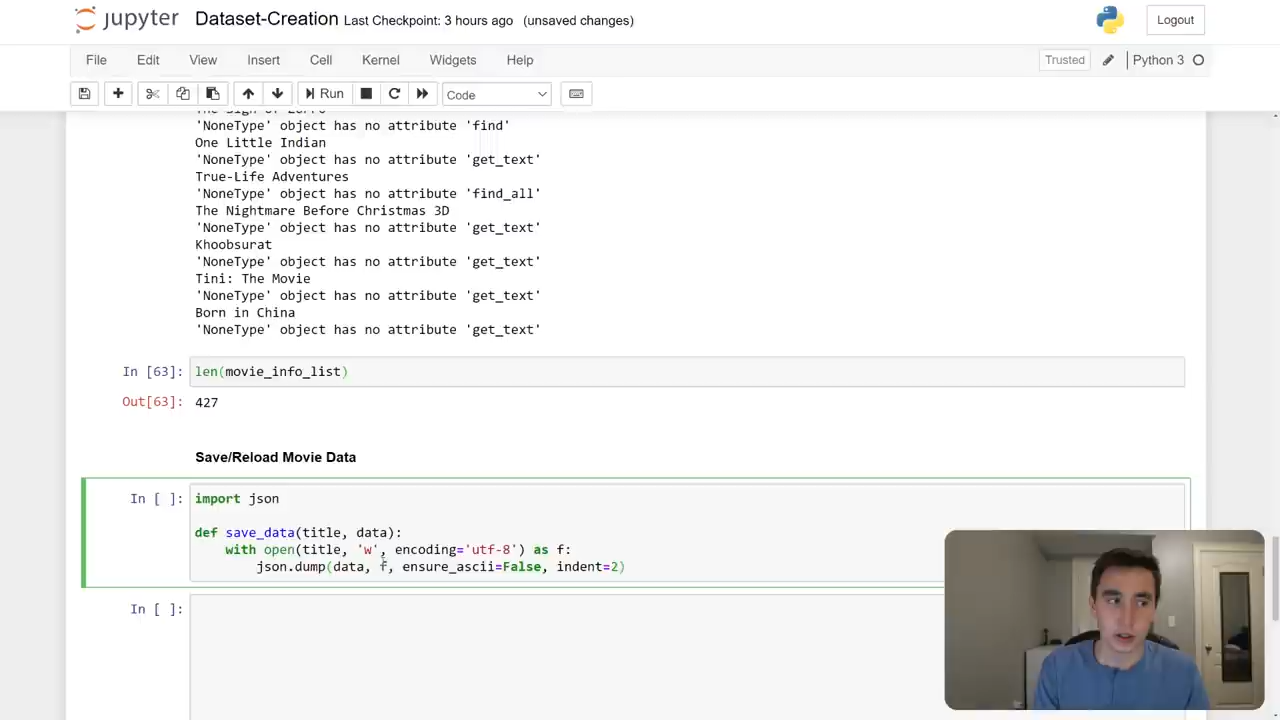 jupyter Dataset-Creation Last Checkpoint: 3 hours ago (unsaved changes) Logout
File Edit View Insert Cell Kernel Widgets Help Trusted Python 3
Run Code
The Sign of Zorro
'NoneType' object has no attribute 'find'
One Little Indian
'NoneType' object has no attribute 'get_text'
True-Life Adventures
'NoneType' object has no attribute 'find_all'
The Nightmare Before Christmas 3D
'NoneType' object has no attribute 'get_text'
Khoobsurat
'NoneType' object has no attribute 'get_text'
Tini: The Movie
'NoneType' object has no attribute 'get_text'
Born in China
'NoneType' object has no attribute 'get_text'
In [63]: len(movie_info_list)
Out[63]: 427
Save/Reload Movie Data
In [ ]: import json
def save_data(title, data):
with open(title, 'w', encoding='utf-8') as f:
json.dump(data, f, ensure_ascii=False, indent=2)
In [ ]: